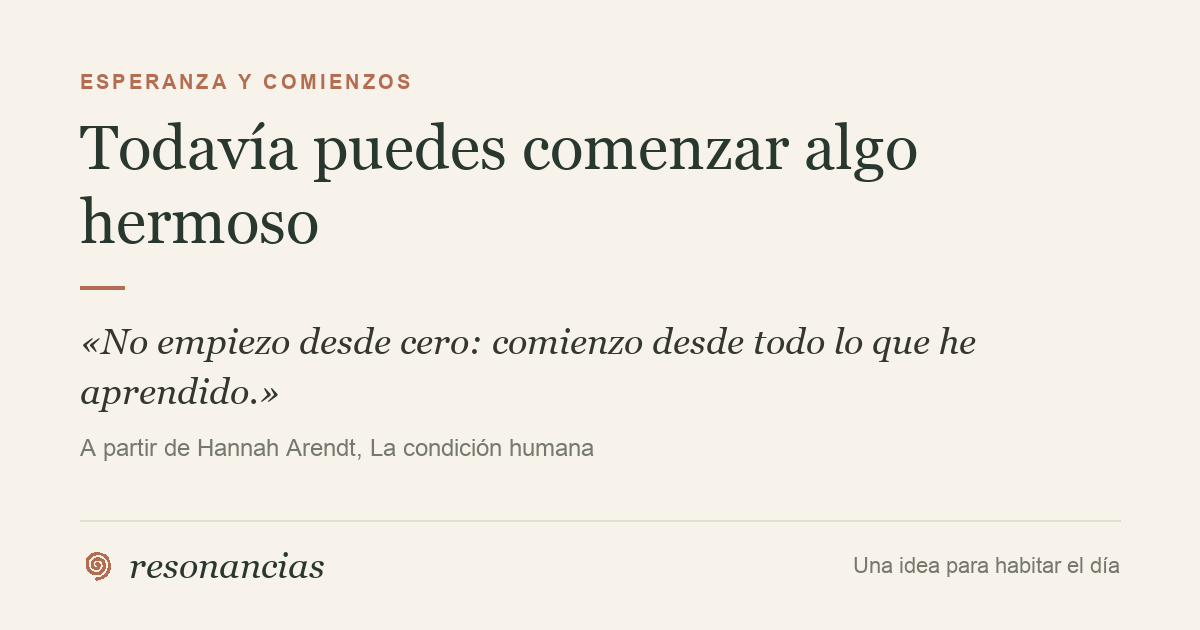 ESPERANZA Y COMIENZOS
Todavía puedes comenzar algo
hermoso
«No empiezo desde cero: comienzo desde todo lo que he
aprendido.»
A partir de Hannah Arendt, La condición humana
resonancias
Una idea para habitar el día